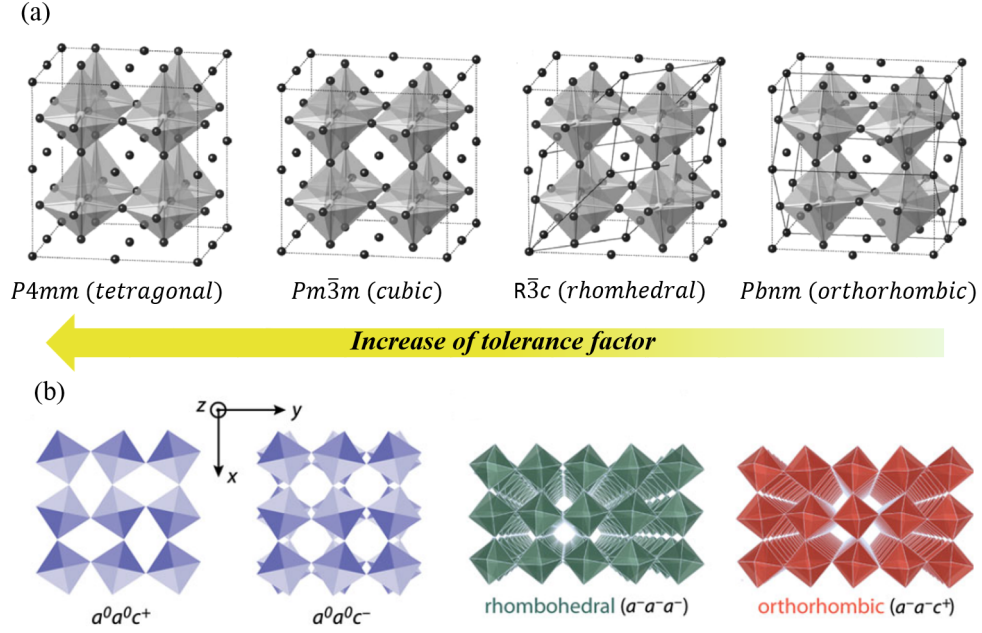 (a)
P4mm (tetragonal) Pm3̅m (cubic) R3̅c (rhomhedral) Pbnm (orthorhombic)
Increase of tolerance factor
(b)
z y
x
a⁰a⁰c⁺ a⁰a⁰c⁻ rhombohedral (a⁻a⁻a⁻) orthorhombic (a⁻a⁻c⁺)